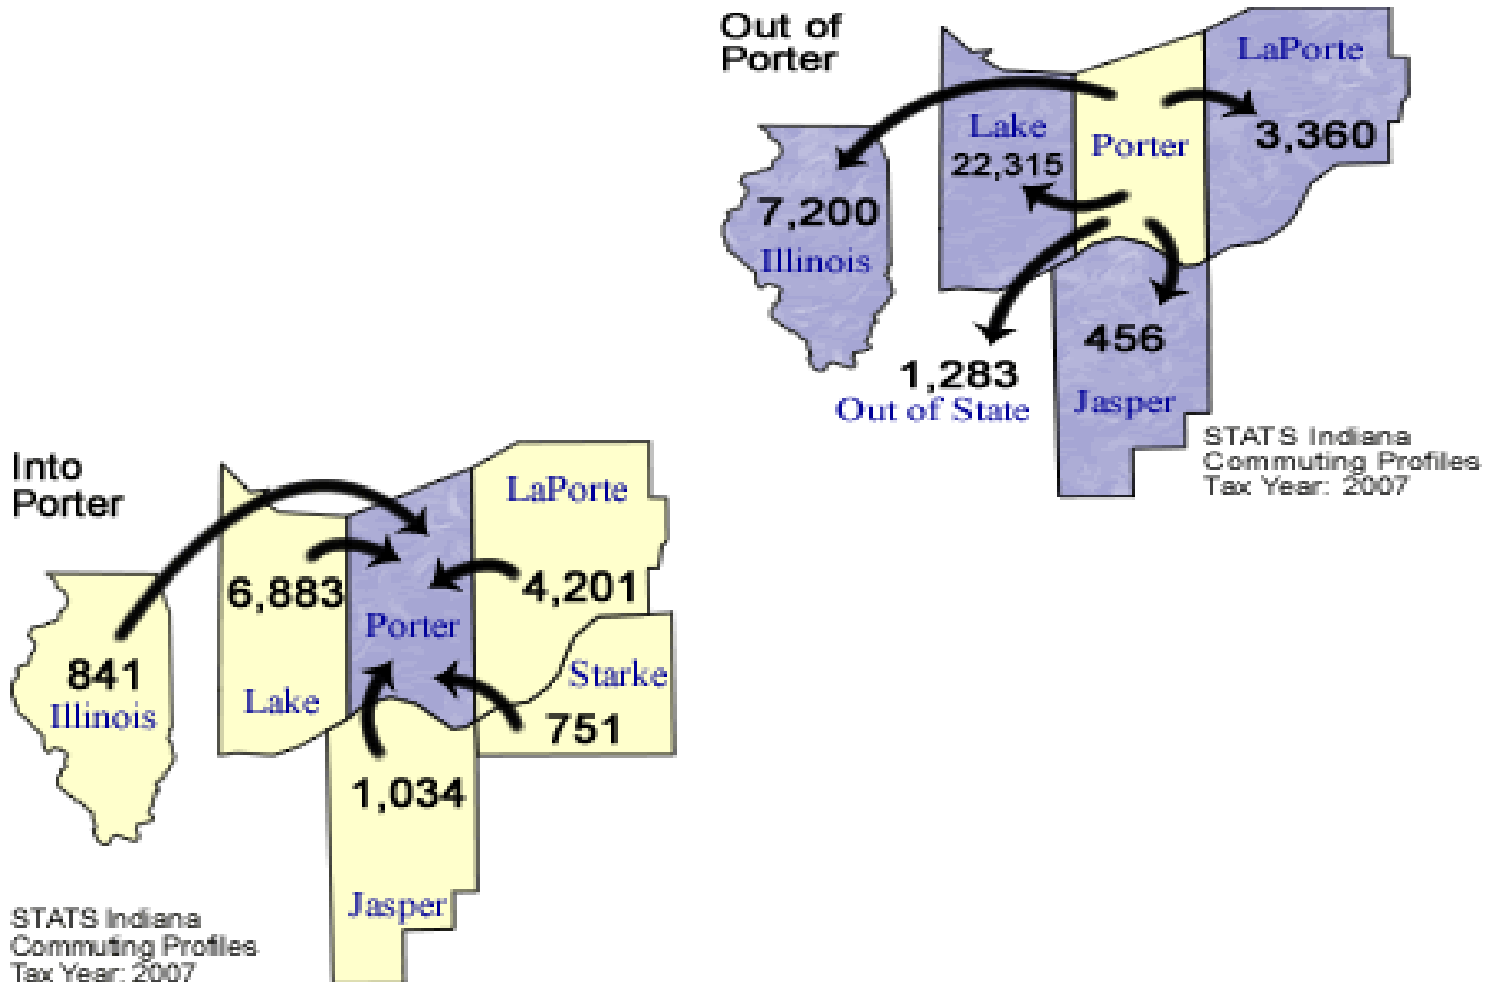 Out of
Porter
LaPorte
3,360
Lake
22,315
Porter
7,200
Illinois
456
Jasper
1,283
Out of State
STATS Indiana
Commuting Profiles
Tax Year: 2007
Into
Porter
LaPorte
6,883
4,201
Porter
841
Illinois
Lake
Starke
751
1,034
Jasper
STATS Indiana
Commuting Profiles
Tax Year: 2007